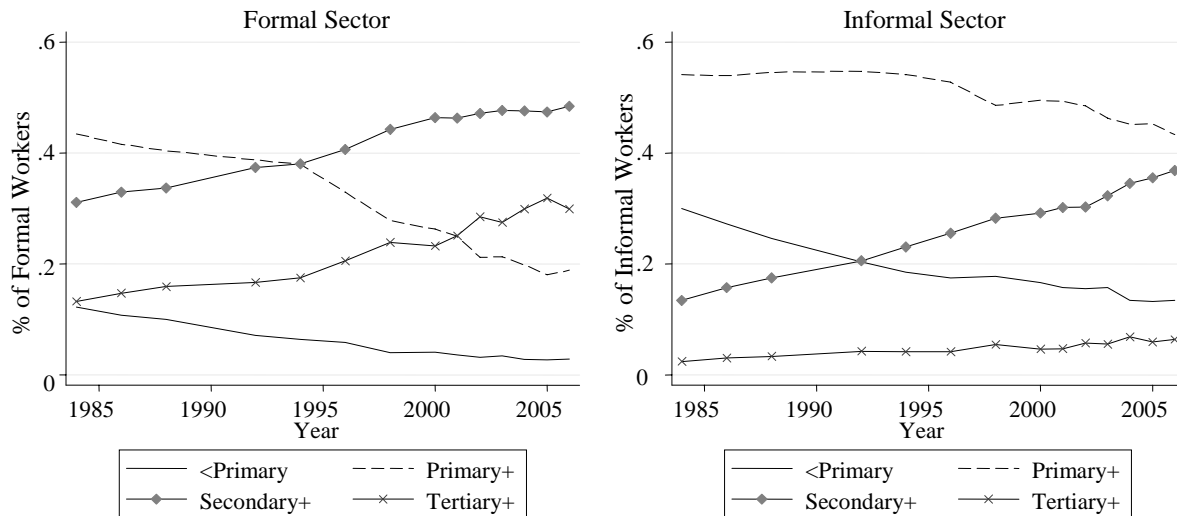 Formal Sector
% of Formal Workers
.6
.4
.2
0
1985 1990 1995 2000 2005
Year
<Primary Primary+
Secondary+ Tertiary+
Informal Sector
% of Informal Workers
.6
.4
.2
0
1985 1990 1995 2000 2005
Year
<Primary Primary+
Secondary+ Tertiary+